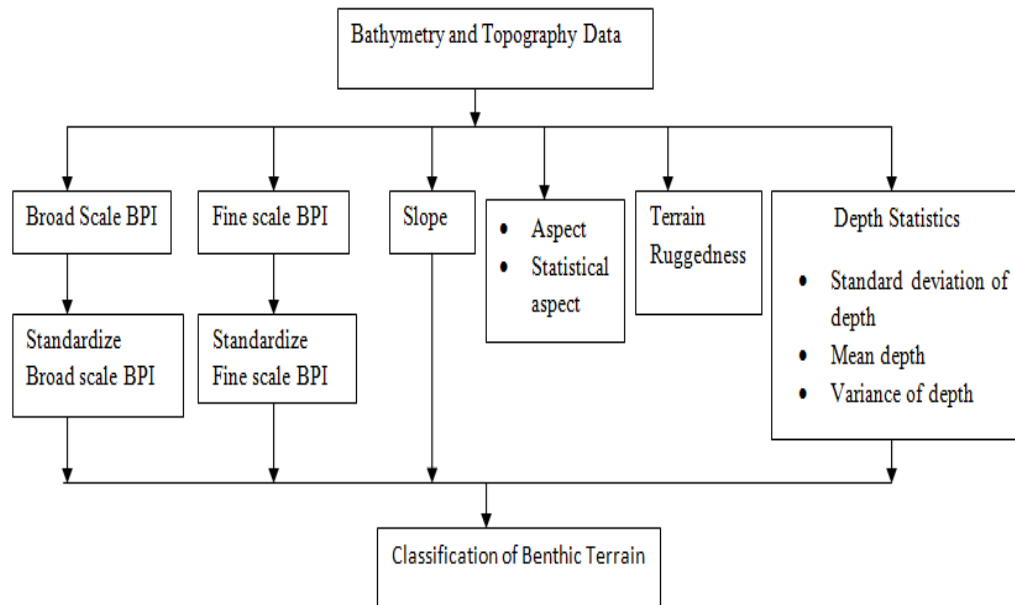 Bathymetry and Topography Data
Broad Scale BPI
Fine scale BPI
Slope
• Aspect
• Statistical
aspect
Terrain
Ruggedness
Depth Statistics
• Standard deviation of
depth
• Mean depth
• Variance of depth
Standardize
Broad scale BPI
Standardize
Fine scale BPI
Classification of Benthic Terrain